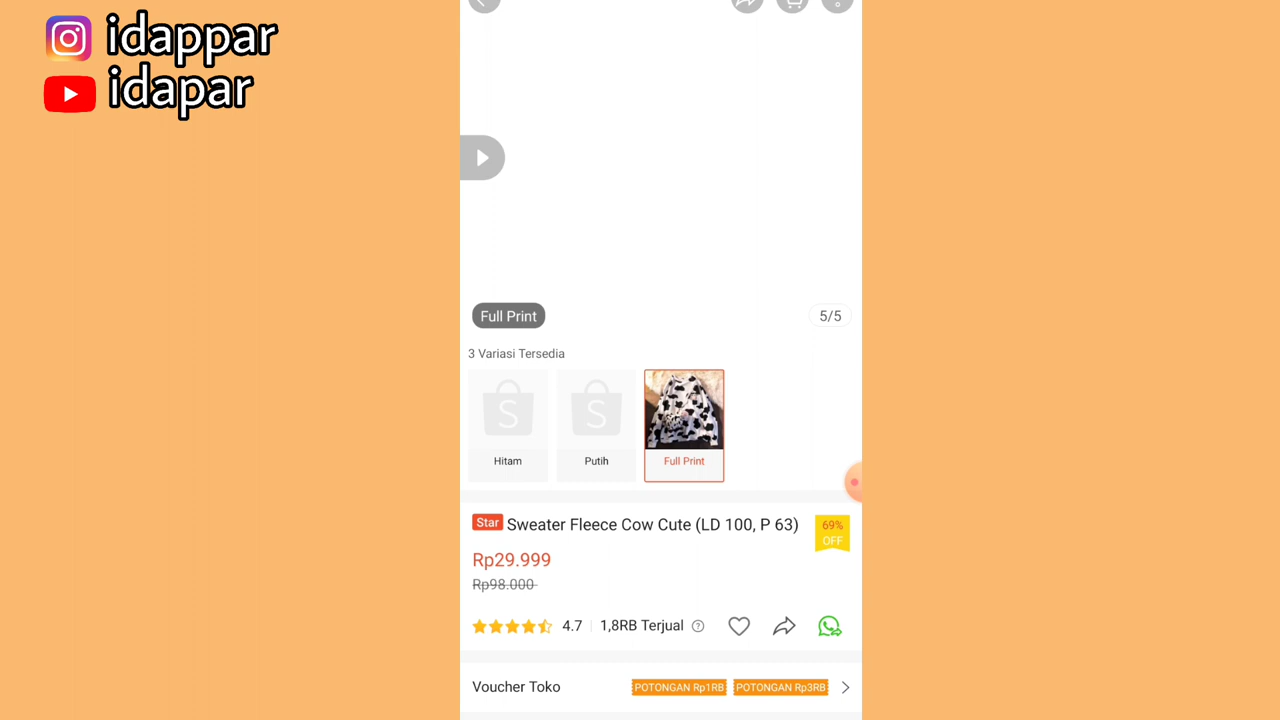 idappar
idapar
Full Print
5/5
3 Variasi Tersedia
S
S
Hitam
Putih
Full Print
Star Sweater Fleece Cow Cute (LD 100, P 63)
69%
OFF
Rp29.999
Rp98.000
4.7
1,8RB Terjual ?
Voucher Toko
POTONGAN Rp1RB
POTONGAN Rp3RB